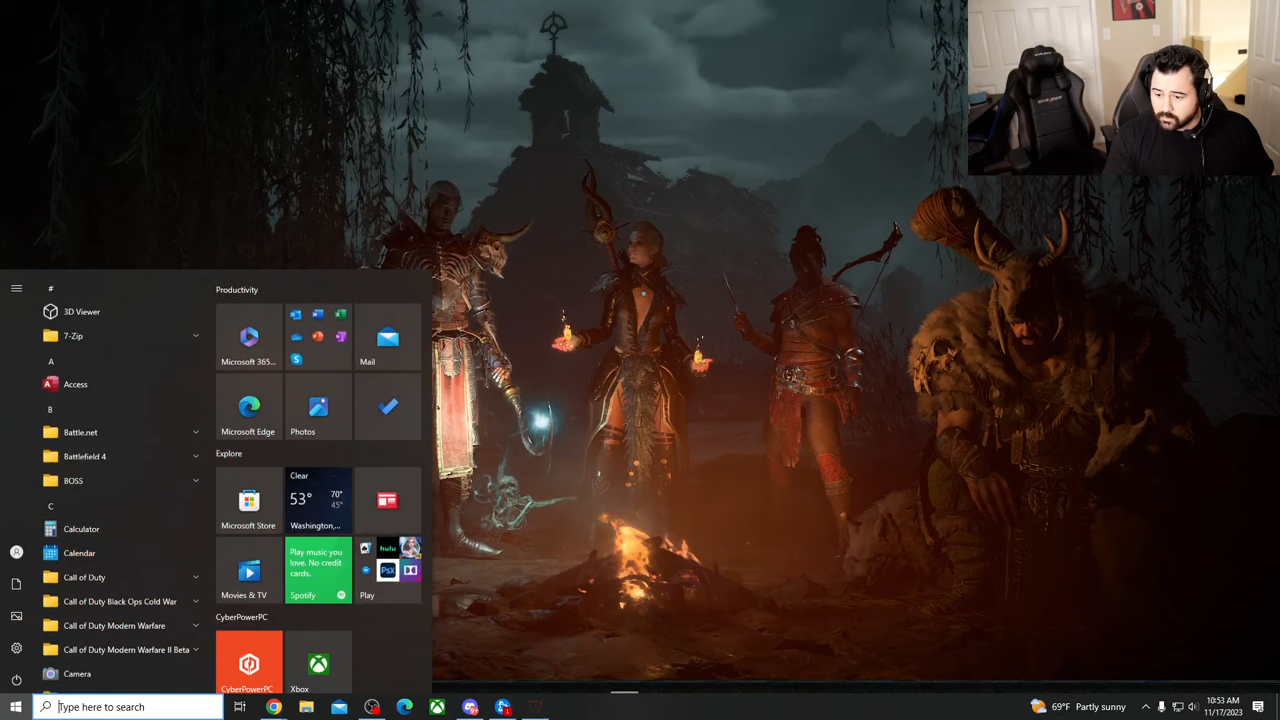 #
3D Viewer
7-Zip
A
Access
B
Battle.net
Battlefield 4
BOSS
C
Calculator
Calendar
Call of Duty
Call of Duty Black Ops Cold War
Call of Duty Modern Warfare
Call of Duty Modern Warfare II Beta
Camera
Productivity
Microsoft 365...
Mail
Microsoft Edge
Photos
Explore
Microsoft Store
Clear
53° 70°
45°
Washington,...
Movies & TV
Play music you
love. No credit
cards.
Spotify
hulu
Play
CyberPowerPC
CyberPowerPC
Xbox
Type here to search
69°F Partly sunny
10:53 AM
11/17/2023